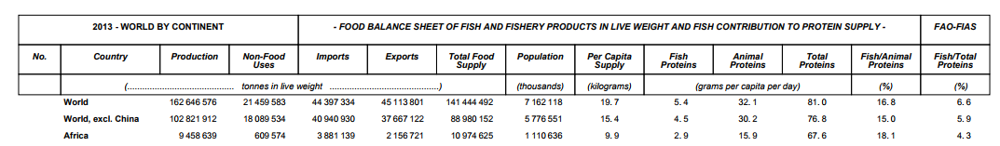 2013 - WORLD BY CONTINENT - FOOD BALANCE SHEET OF FISH AND FISHERY PRODUCTS IN LIVE WEIGHT AND FISH CONTRIBUTION TO PROTEIN SUPPLY - FAO-FIAS
No. Country Production Non-Food Uses Imports Exports Total Food Supply Population Per Capita Supply Fish Proteins Animal Proteins Total Proteins Fish/Animal Proteins Fish/Total Proteins
(............................... tonnes in live weight ...............................) (thousands) (kilograms) (grams per capita per day) (%) (%)
World 162 646 576 21 459 583 44 397 334 45 113 801 141 444 492 7 162 118 19.7 5.4 32.1 81.0 16.8 6.6
World, excl. China 102 821 912 18 089 534 40 940 930 37 667 122 88 980 152 5 776 551 15.4 4.5 30.2 76.8 15.0 5.9
Africa 9 458 639 609 574 3 881 139 2 156 721 10 974 625 1 110 636 9.9 2.9 15.9 67.6 18.1 4.3